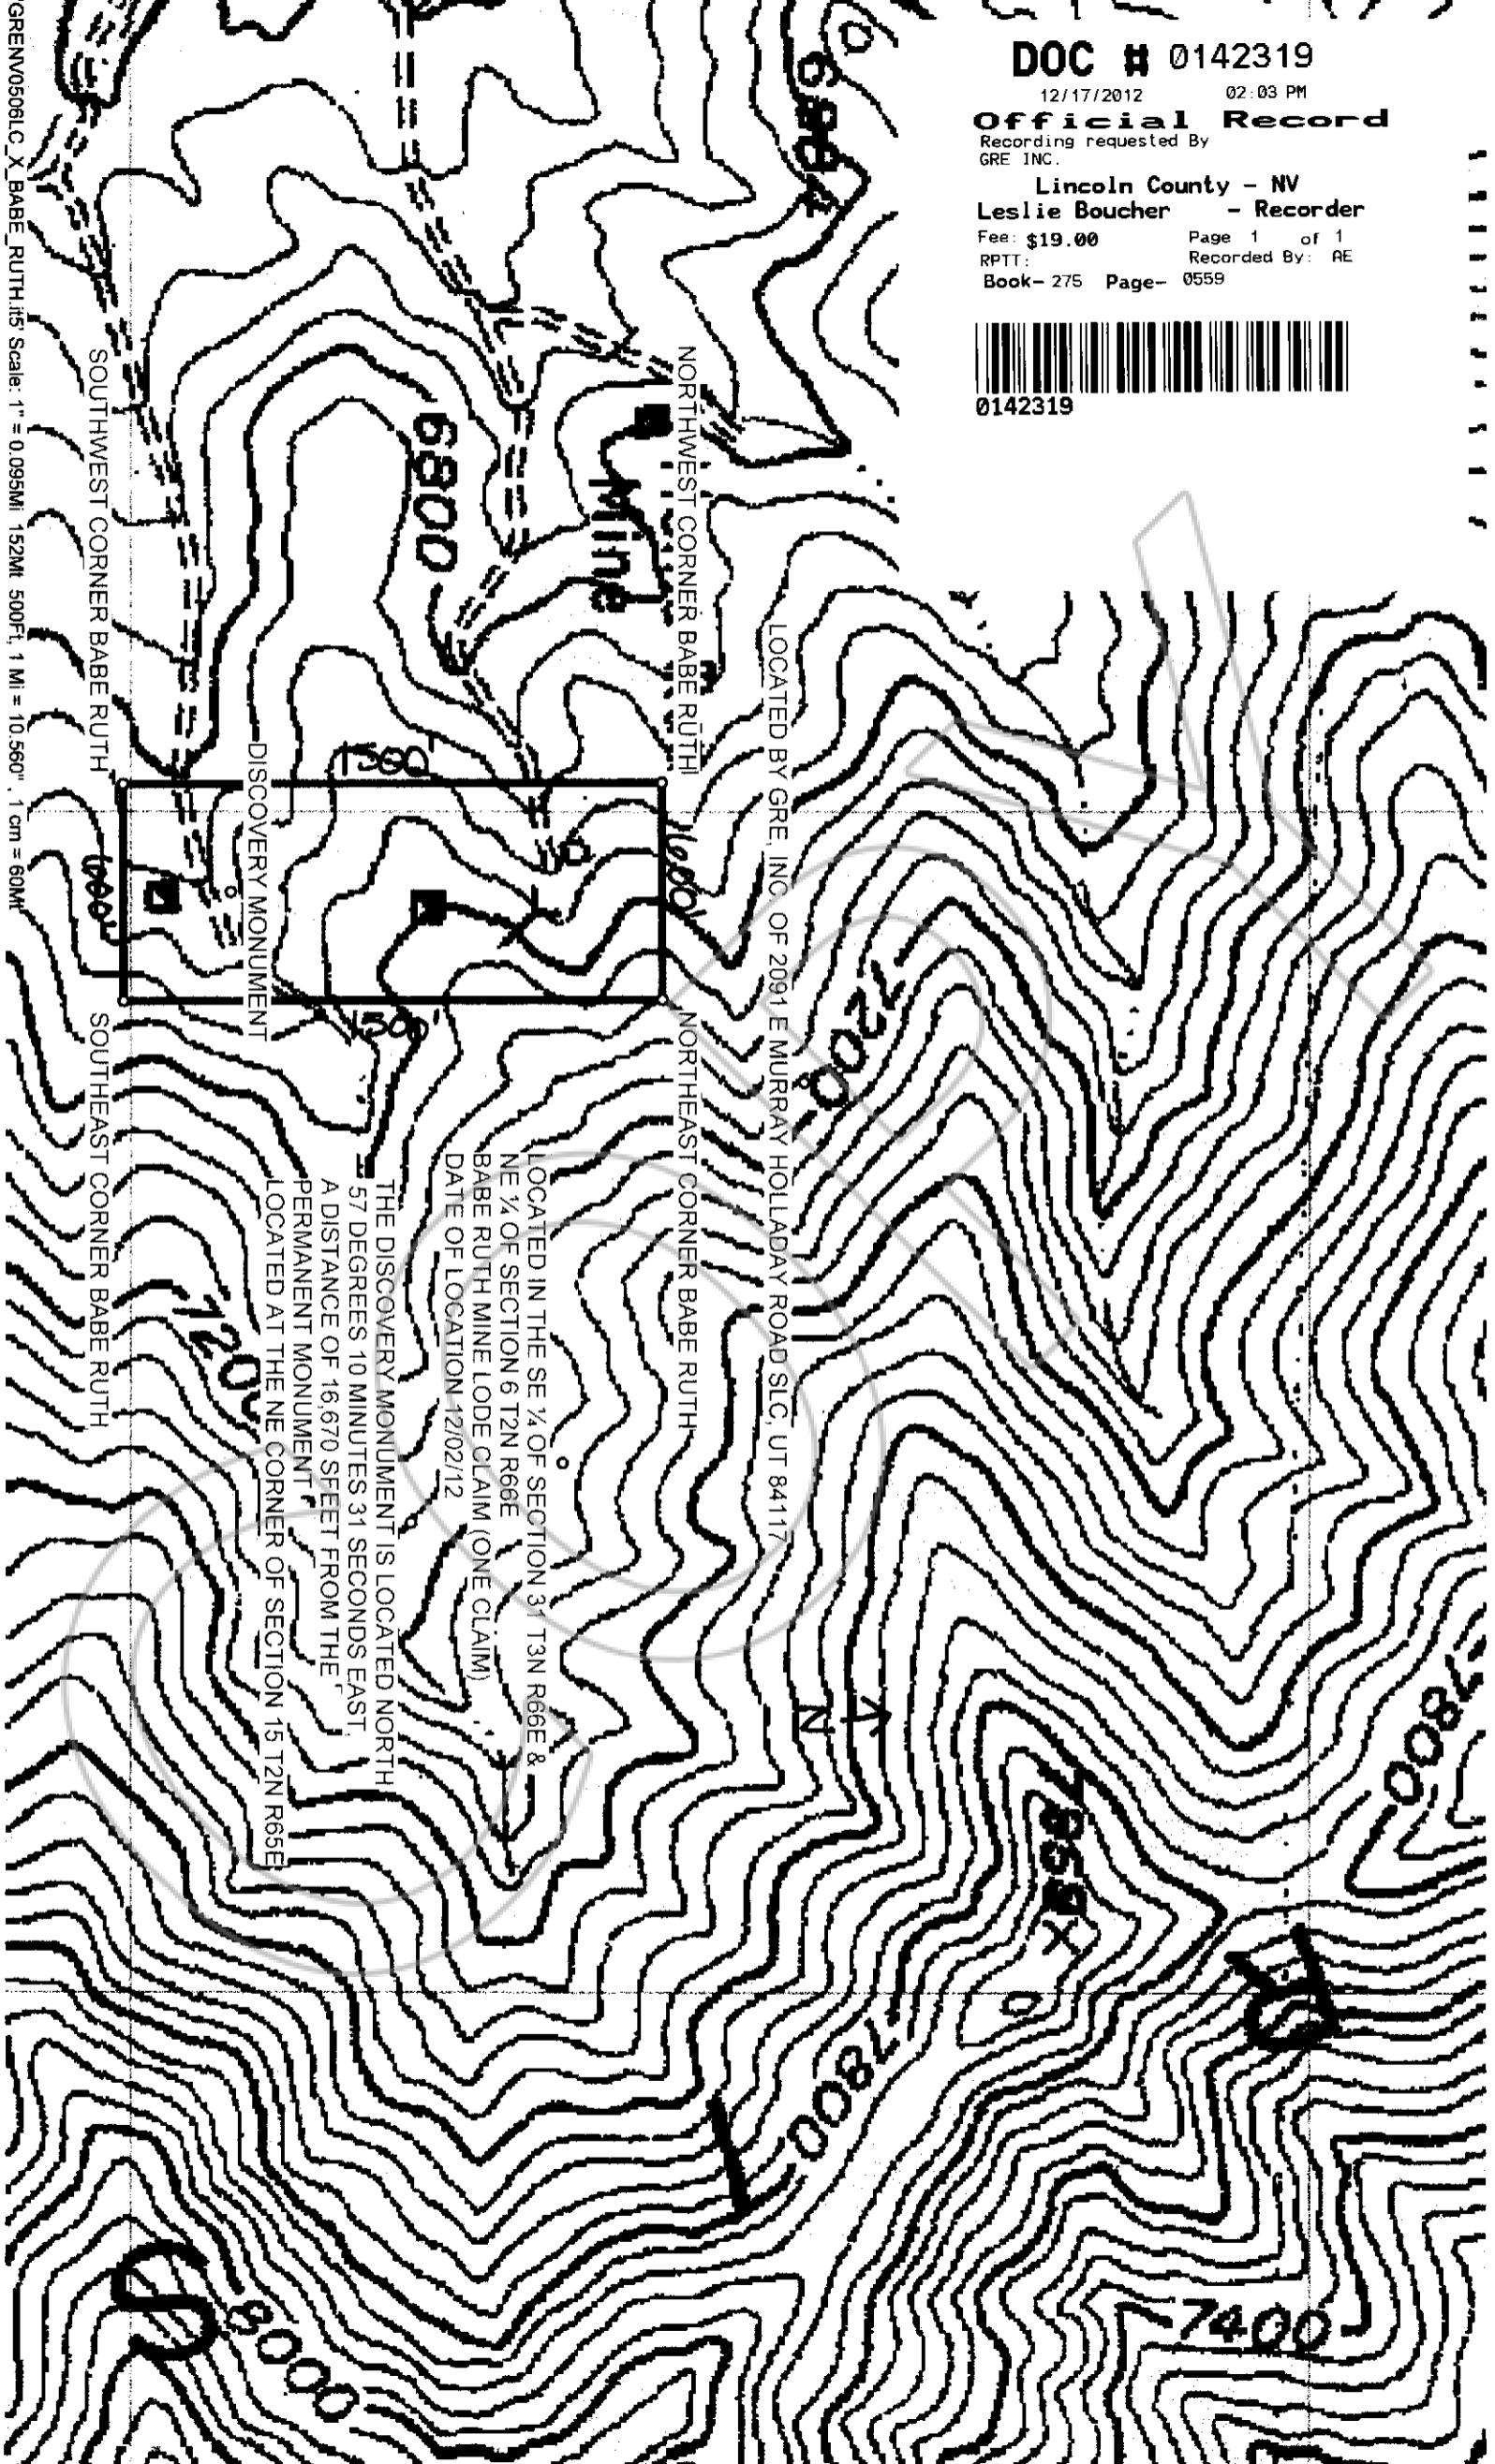 DOC # 0142319
12/17/2012 02:03 PM
Official Record
Recording requested By
GRE INC.
Lincoln County - NV
Leslie Boucher - Recorder
Fee: $19.00 Page 1 of 1
RPTT: Recorded By: AE
Book- 275 Page- 0559
0142319
LOCATED BY GRE, INC. OF 2091 E MURRAY HOLLADAY ROAD SLC, UT 84117
NORTHWEST CORNER BABE RUTH
NORTHEAST CORNER BABE RUTH
Mine
6800
1500'
600'
DISCOVERY MONUMENT
1500'
600'
SOUTHWEST CORNER BABE RUTH
SOUTHEAST CORNER BABE RUTH
LOCATED IN THE SE ¼ OF SECTION 31 T3N R66E &
NE ¼ OF SECTION 6 T2N R66E
BABE RUTH MINE LODE CLAIM (ONE CLAIM)
DATE OF LOCATION 12/02/12
THE DISCOVERY MONUMENT IS LOCATED NORTH
57 DEGREES 10 MINUTES 31 SECONDS EAST,
A DISTANCE OF 16,670 SFEET FROM THE
PERMANENT MONUMENT
LOCATED AT THE NE CORNER OF SECTION 15 T2N R65E
N
7200
7200
7800
7800
7400
8000
S
COPY
'GRENV0506LC_X_BABE_RUTH.it5' Scale: 1" = 0.095Mi 152Mt 500Ft, 1 Mi = 10.560", 1 cm = 60Mt